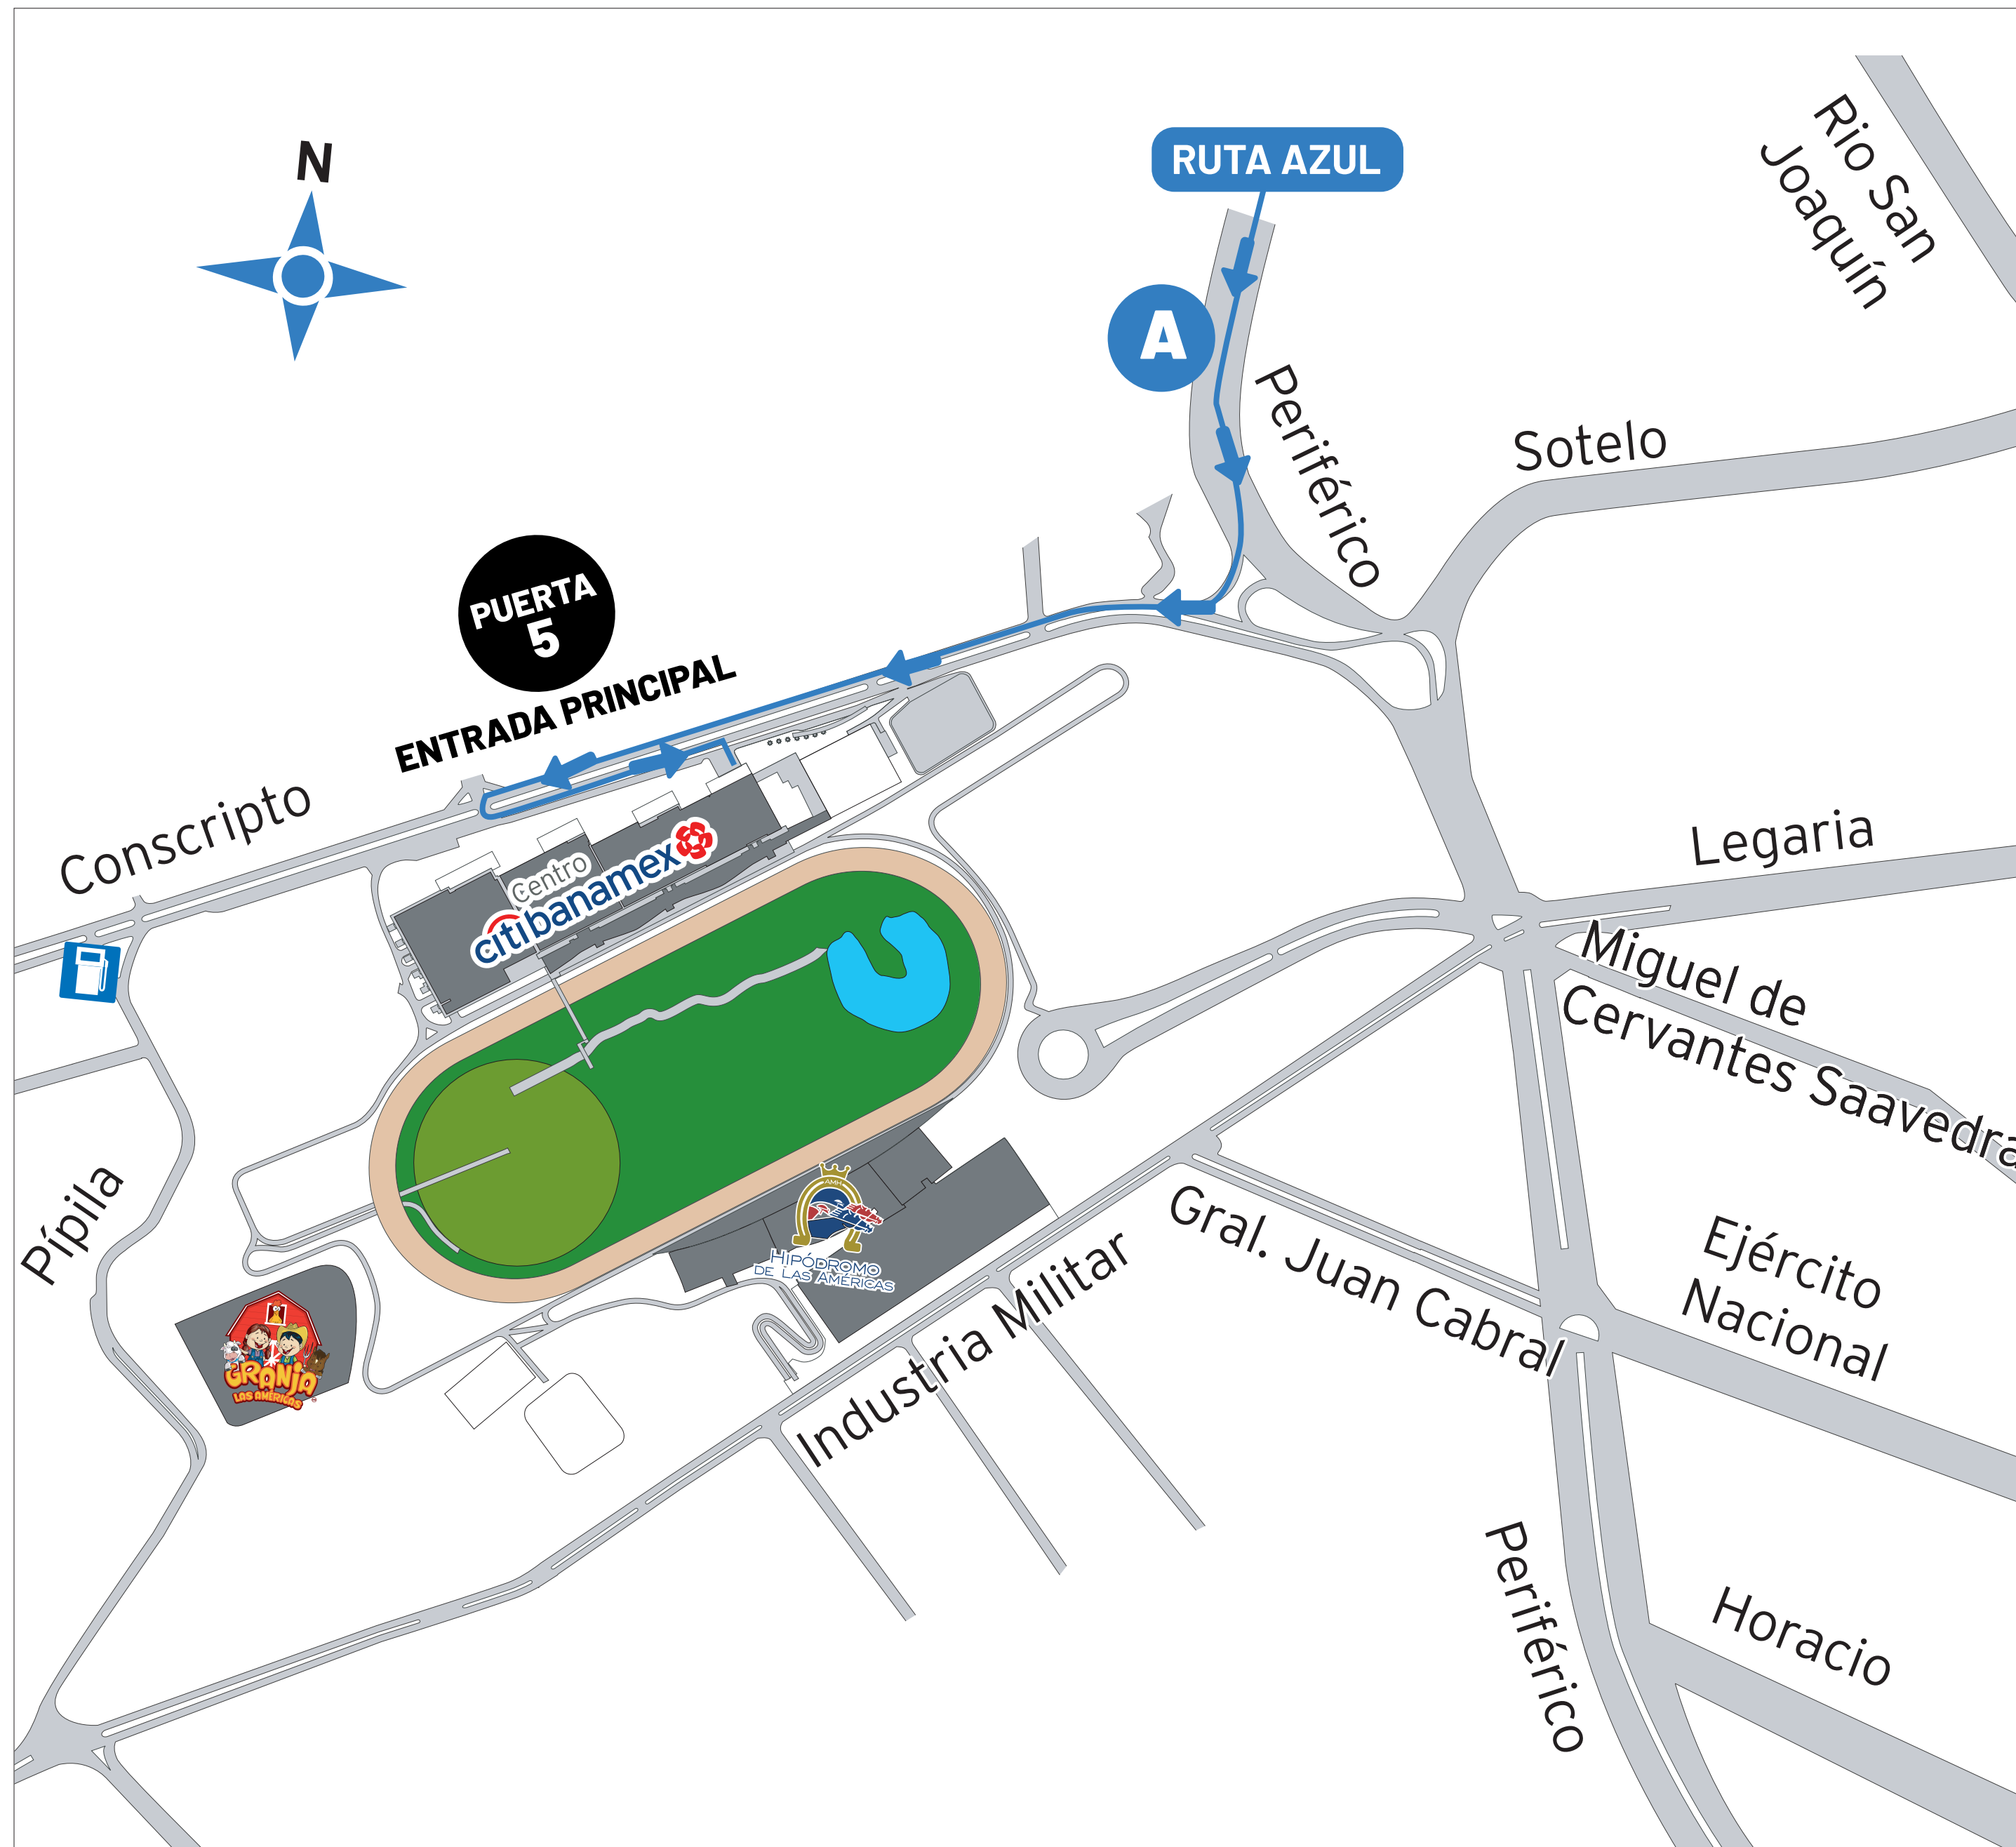 Rio San
Joaquín
N
RUTA AZUL
A
Periférico
Sotelo
PUERTA
5
ENTRADA PRINCIPAL
Conscripto
Legaria
Centro
citibanamex
Miguel de
Cervantes Saavedra
Pípila
AMH
HIPÓDROMO
DE LAS AMÉRICAS
Gral. Juan Cabral
Ejército
Nacional
Industria Militar
GRANJA
LAS AMÉRICAS
Periférico
Horacio